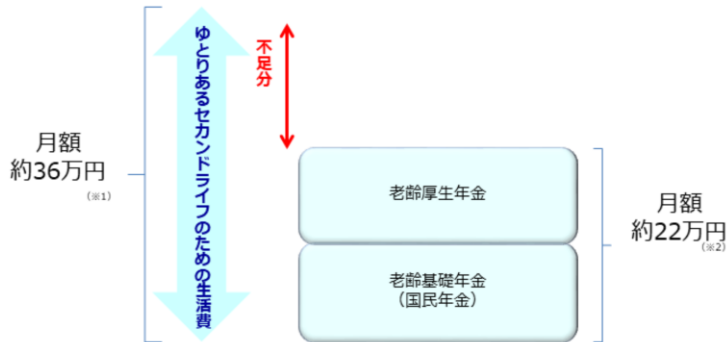 月額
約36万円
(※1)
ゆとりあるセカンドライフのための生活費
不足分
老齢厚生年金
老齢基礎年金
（国民年金）
月額
約22万円
(※2)